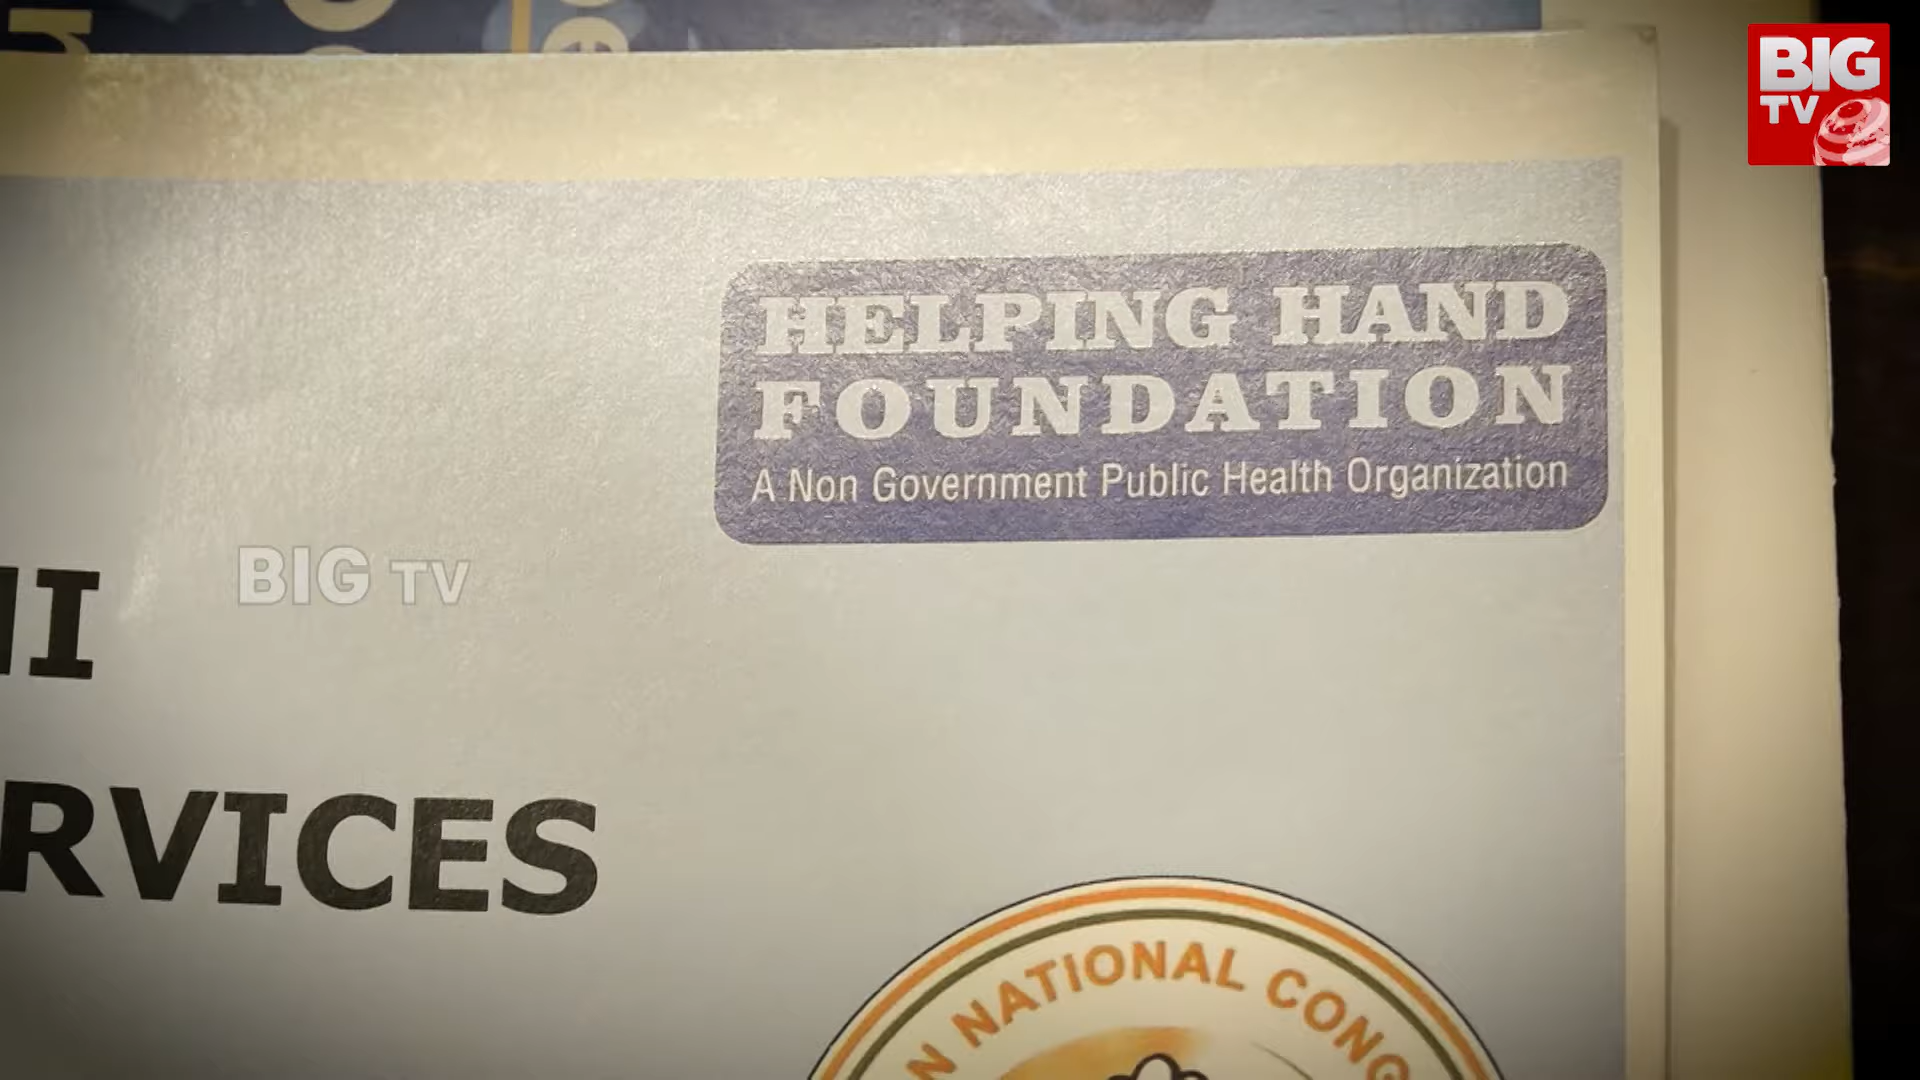 BIG
TV
HELPING HAND
FOUNDATION
A Non Government Public Health Organization
BIG TV
RVICES
NATIONAL CONG